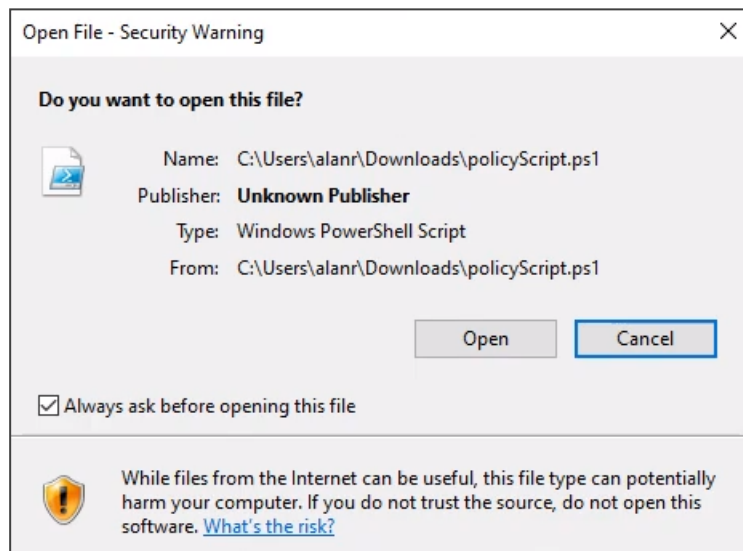 Open File - Security Warning
Do you want to open this file?
Name: C:\Users\alanr\Downloads\policyScript.ps1
Publisher: Unknown Publisher
Type: Windows PowerShell Script
From: C:\Users\alanr\Downloads\policyScript.ps1
Open Cancel
Always ask before opening this file
While files from the Internet can be useful, this file type can potentially
harm your computer. If you do not trust the source, do not open this
software. What's the risk?